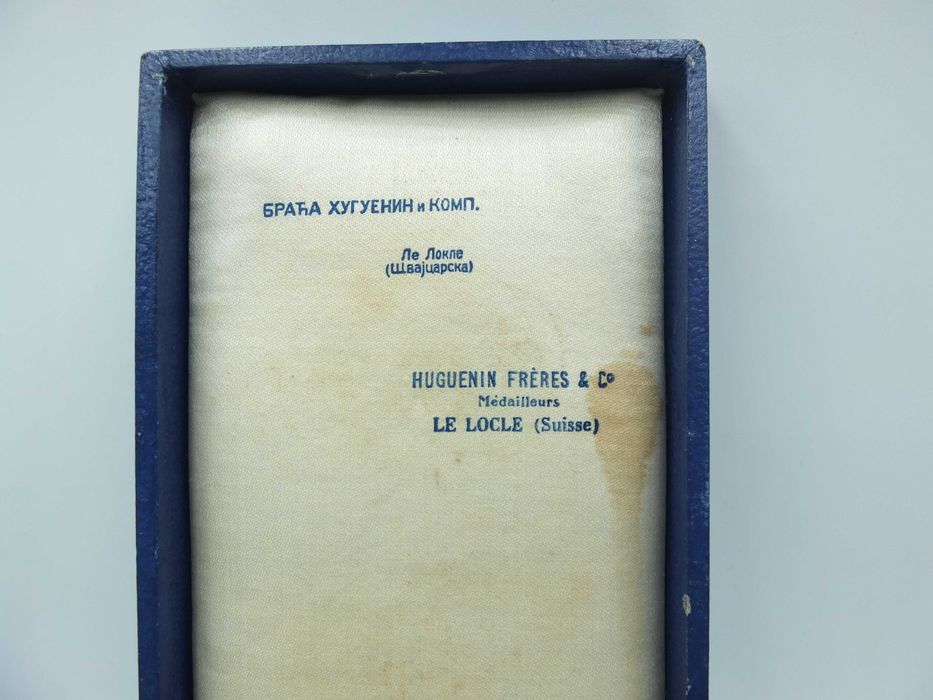 БРАЋА ХУГУЕНИН и КОМП.
Ле Локле
(Швајцарска)
HUGUENIN FRÈRES & Cº
Médailleurs
LE LOCLE (Suisse)